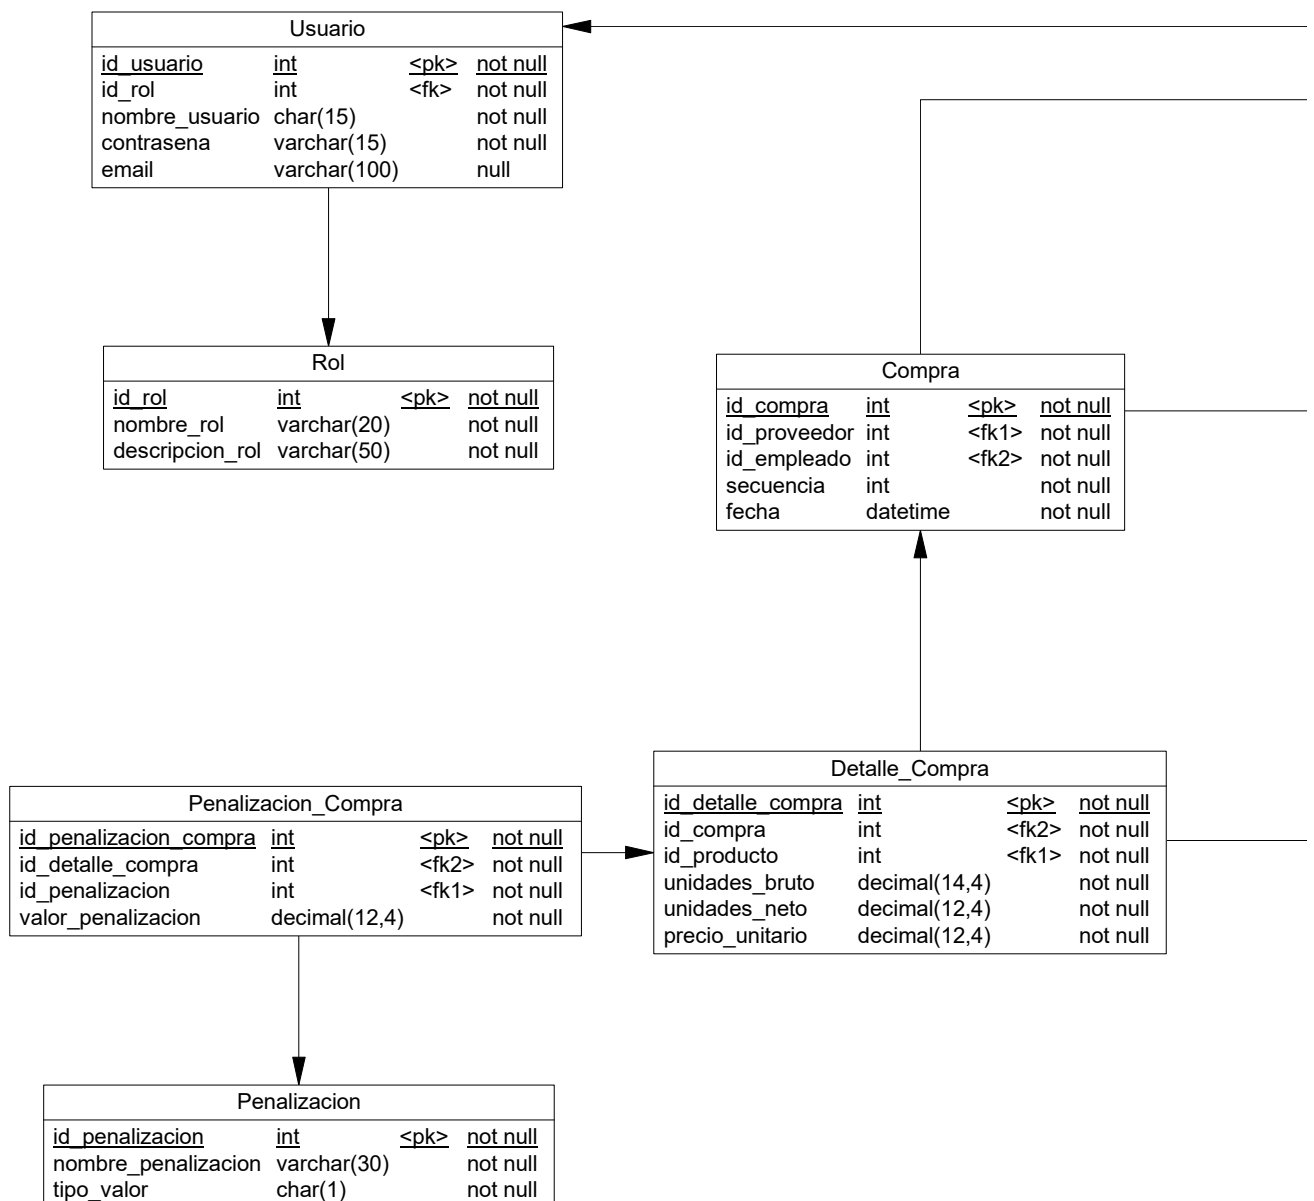 Usuario
id_usuario int <pk> not null
id_rol int <fk> not null
nombre_usuario char(15) not null
contrasena varchar(15) not null
email varchar(100) null
Rol
id_rol int <pk> not null
nombre_rol varchar(20) not null
descripcion_rol varchar(50) not null
Compra
id_compra int <pk> not null
id_proveedor int <fk1> not null
id_empleado int <fk2> not null
secuencia int not null
fecha datetime not null
Detalle_Compra
id_detalle_compra int <pk> not null
id_compra int <fk2> not null
id_producto int <fk1> not null
unidades_bruto decimal(14,4) not null
unidades_neto decimal(12,4) not null
precio_unitario decimal(12,4) not null
Penalizacion_Compra
id_penalizacion_compra int <pk> not null
id_detalle_compra int <fk2> not null
id_penalizacion int <fk1> not null
valor_penalizacion decimal(12,4) not null
Penalizacion
id_penalizacion int <pk> not null
nombre_penalizacion varchar(30) not null
tipo_valor char(1) not null